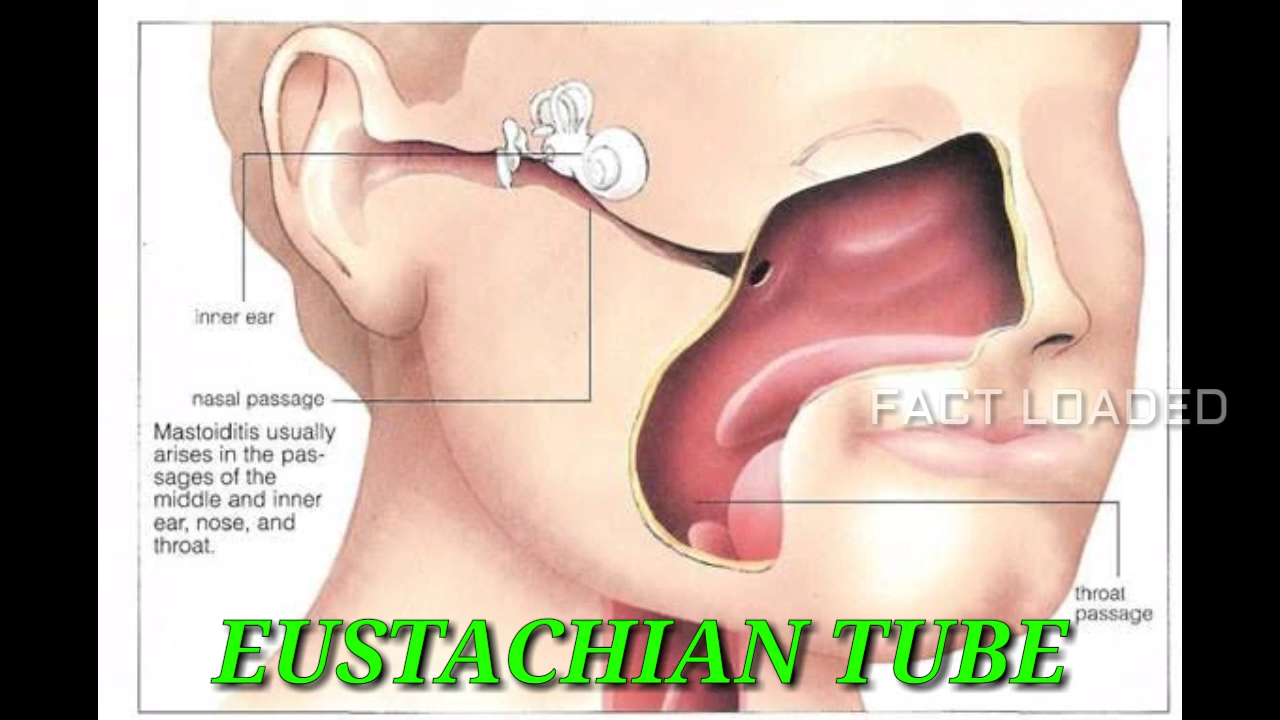 inner ear
nasal passage
Mastoiditis usually
arises in the pas-
sages of the
middle and inner
ear, nose, and
throat.
FACT LOADED
throat
passage
EUSTACHIAN TUBE